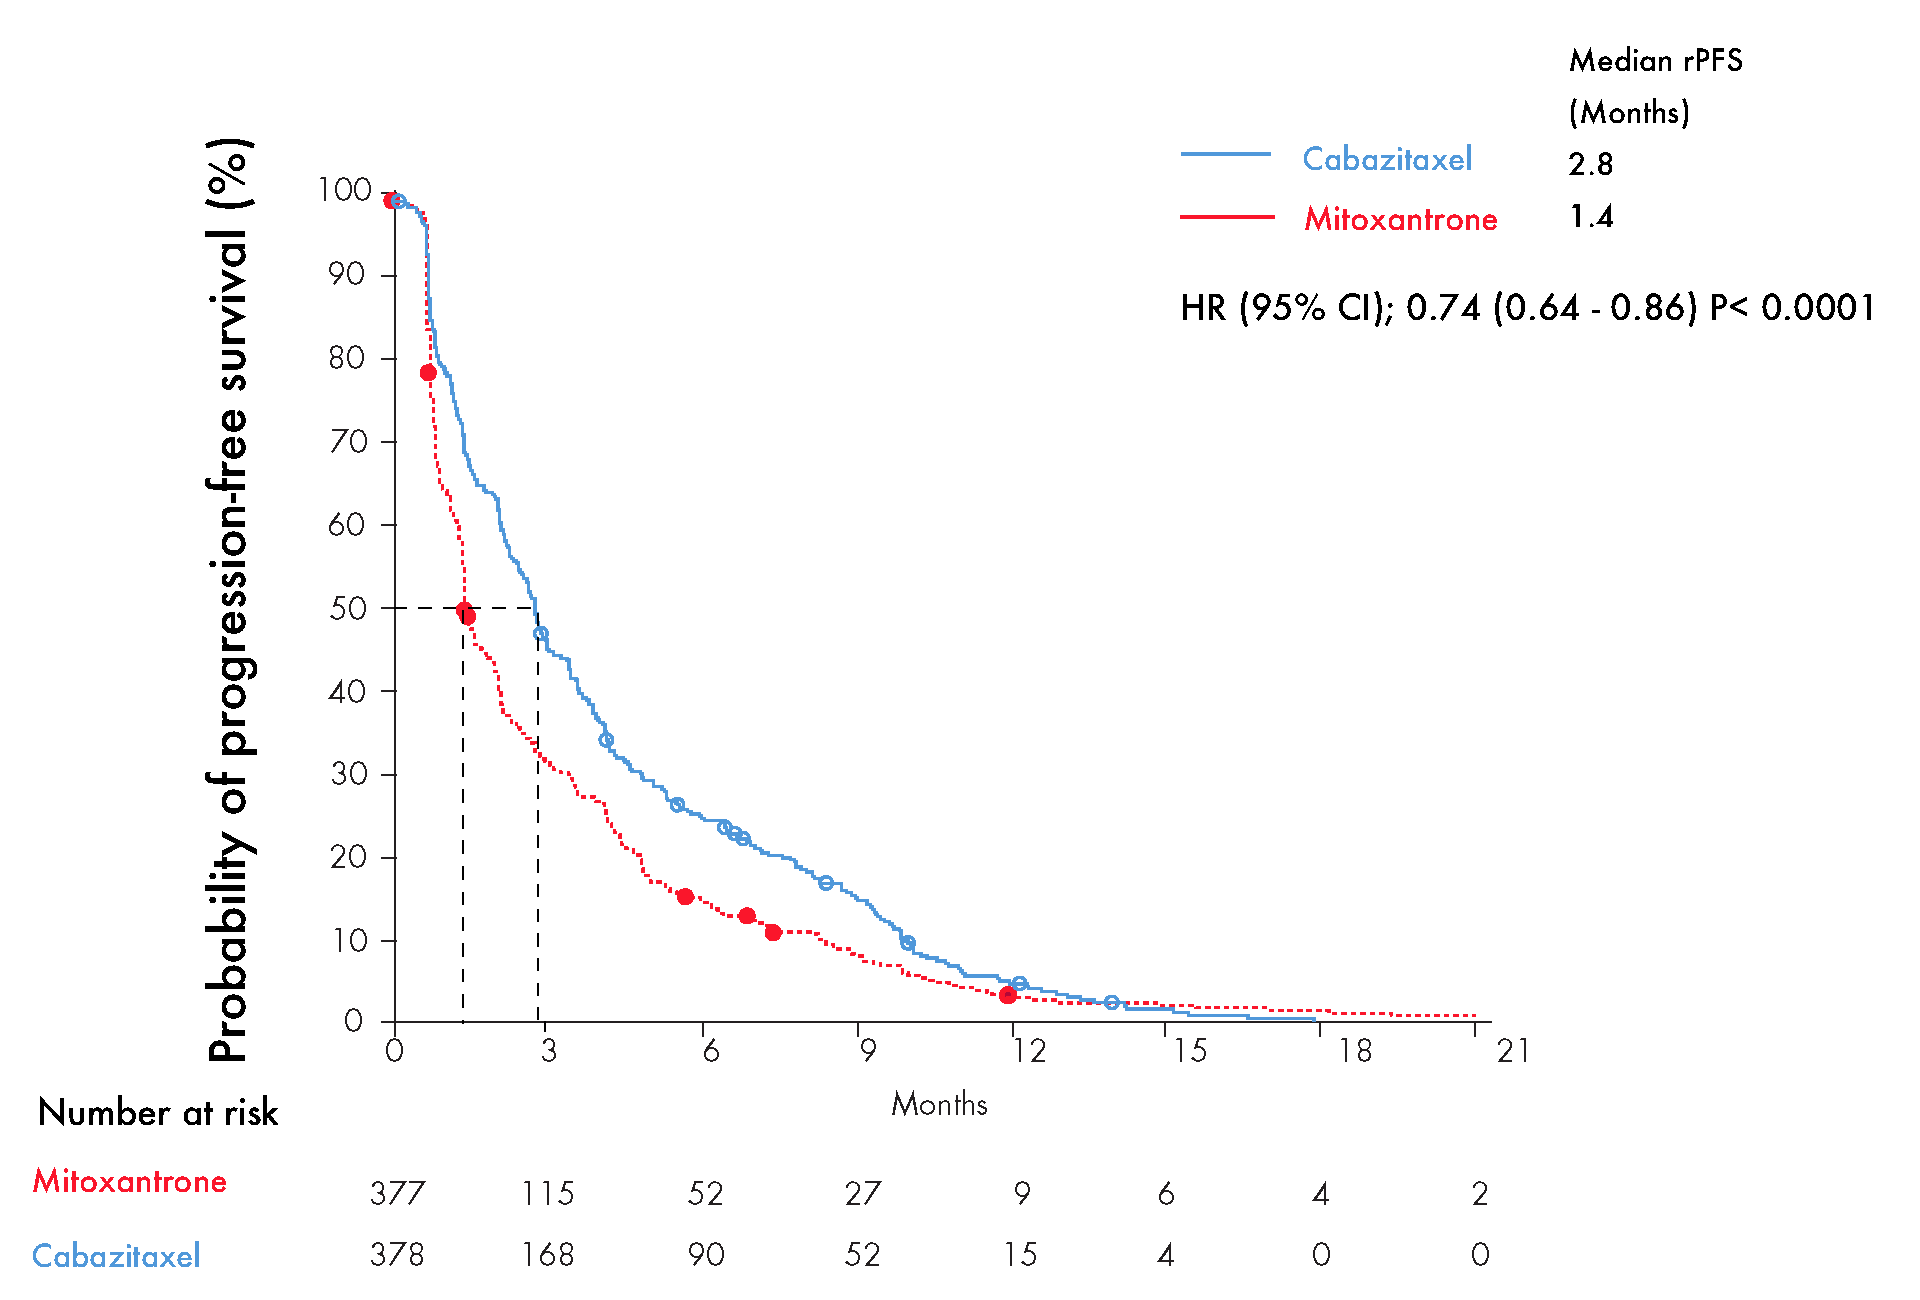 Median rPFS
(Months)
Cabazitaxel 2.8
Mitoxantrone 1.4
HR (95% CI); 0.74 (0.64 - 0.86) P< 0.0001
Probability of progression-free survival (%)
100
90
80
70
60
50
40
30
20
10
0
0 3 6 9 12 15 18 21
Months
Number at risk
Mitoxantrone 377 115 52 27 9 6 4 2
Cabazitaxel 378 168 90 52 15 4 0 0